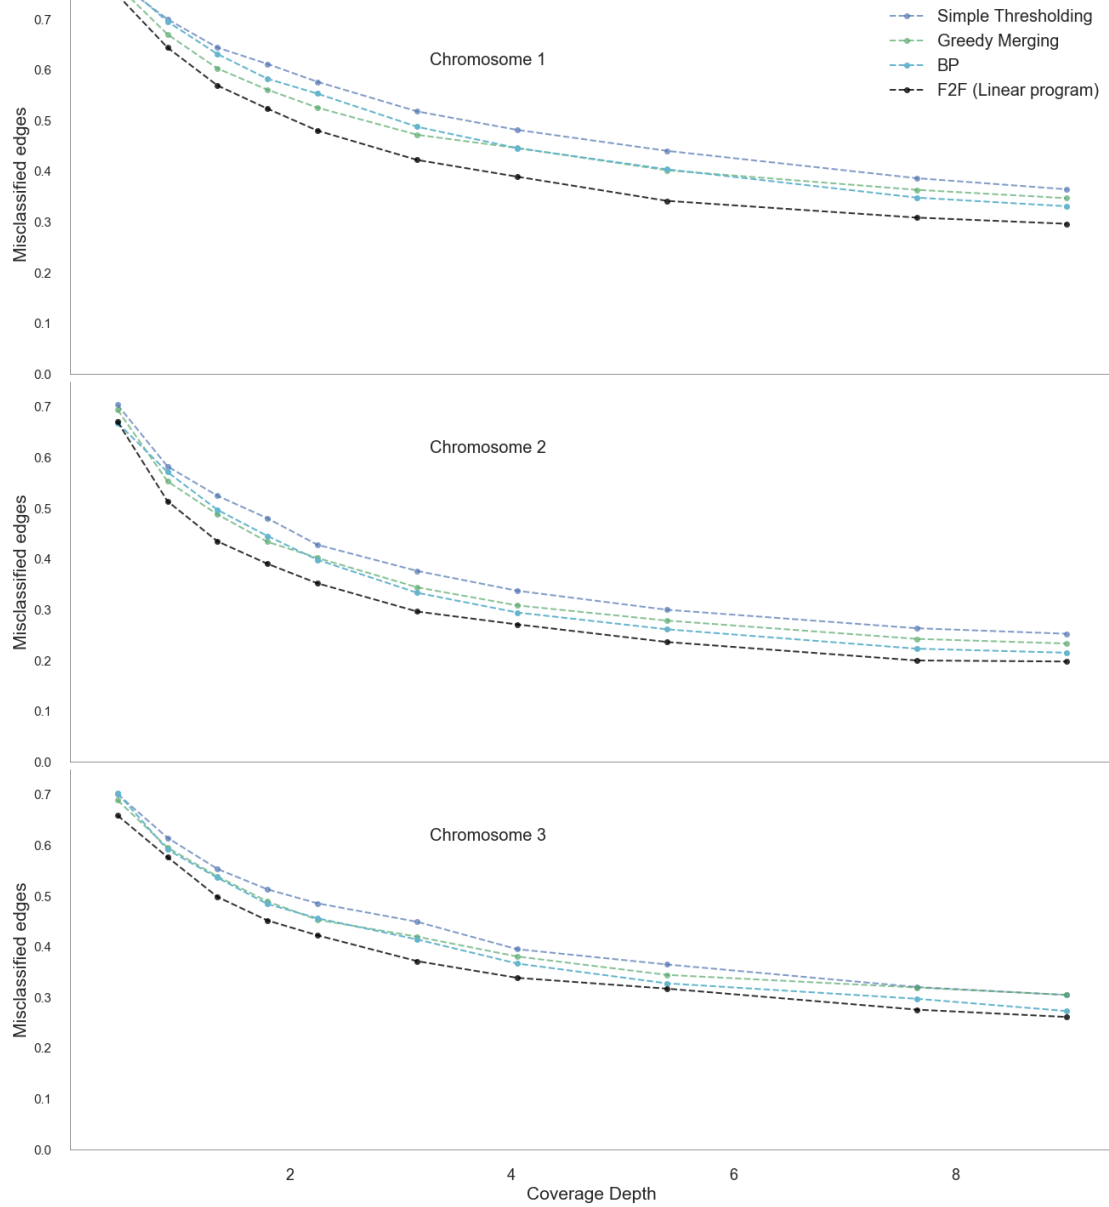 0.7
0.6
0.5
0.4
0.3
0.2
0.1
0.0
Misclassified edges
Chromosome 1
Simple Thresholding
Greedy Merging
BP
F2F (Linear program)
0.7
0.6
0.5
0.4
0.3
0.2
0.1
0.0
Misclassified edges
Chromosome 2
0.7
0.6
0.5
0.4
0.3
0.2
0.1
0.0
Misclassified edges
Chromosome 3
2 4 6 8
Coverage Depth